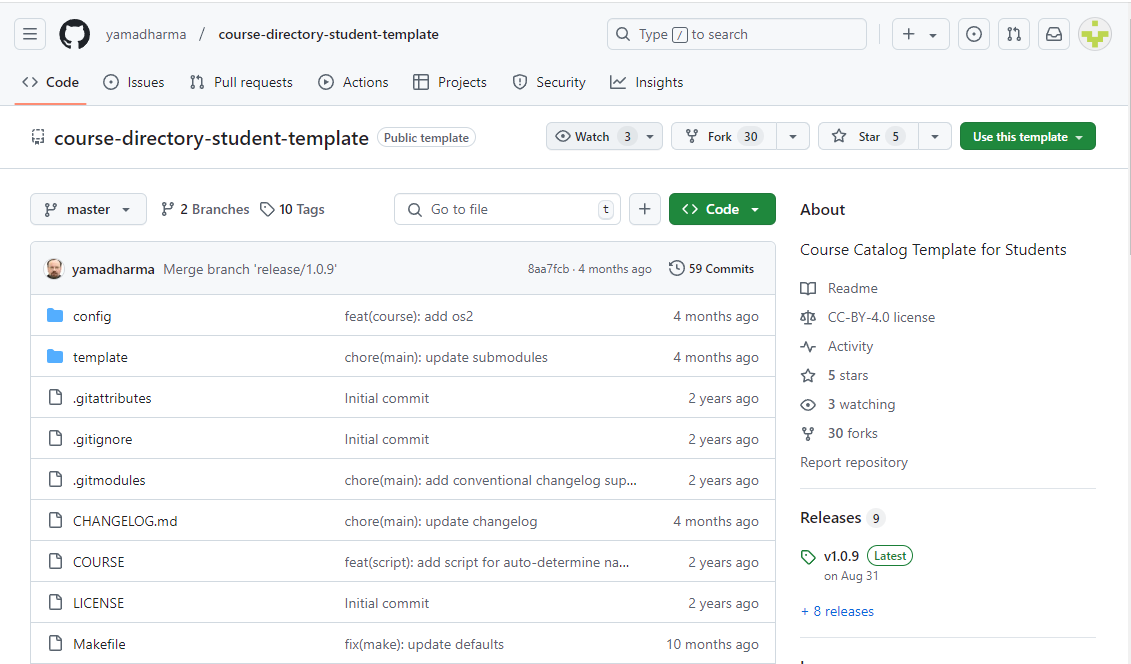 yamadharma / course-directory-student-template
Type / to search
Code Issues Pull requests Actions Projects Security Insights
course-directory-student-template Public template
Watch 3 Fork 30 Star 5 Use this template
master 2 Branches 10 Tags Go to file t + Code
yamadharma Merge branch 'release/1.0.9' 8aa7fcb · 4 months ago 59 Commits
config feat(course): add os2 4 months ago
template chore(main): update submodules 4 months ago
.gitattributes Initial commit 2 years ago
.gitignore Initial commit 2 years ago
.gitmodules chore(main): add conventional changelog sup... 2 years ago
CHANGELOG.md chore(main): update changelog 4 months ago
COURSE feat(script): add script for auto-determine na... 2 years ago
LICENSE Initial commit 2 years ago
Makefile fix(make): update defaults 10 months ago
About
Course Catalog Template for Students
Readme
CC-BY-4.0 license
Activity
5 stars
3 watching
30 forks
Report repository
Releases 9
v1.0.9 Latest
on Aug 31
+ 8 releases